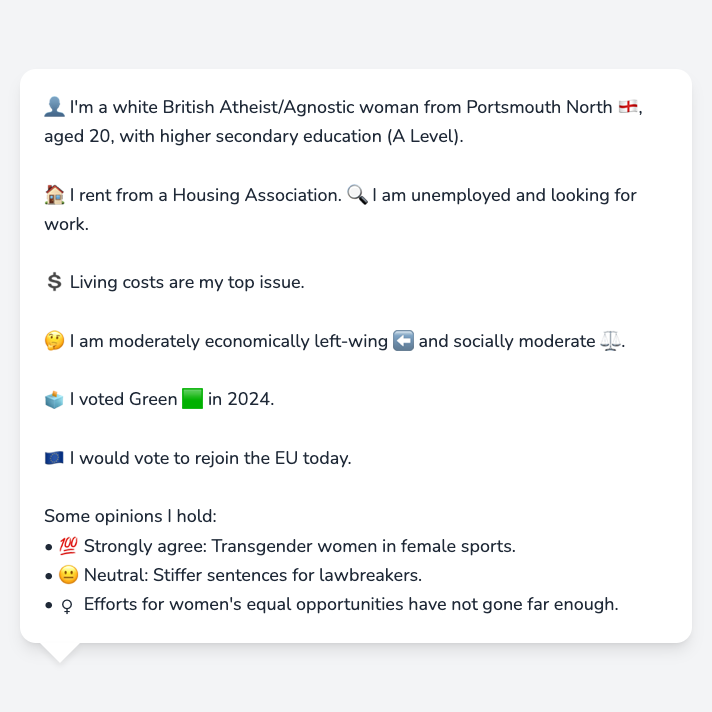 👤 I'm a white British Atheist/Agnostic woman from Portsmouth North 🏴󠁧󠁢󠁥󠁮󠁧󠁿,
aged 20, with higher secondary education (A Level).
🏠 I rent from a Housing Association. 🔍 I am unemployed and looking for
work.
💲 Living costs are my top issue.
🤔 I am moderately economically left-wing ⬅️ and socially moderate ⚖️.
🗳️ I voted Green 🟩 in 2024.
🇪🇺 I would vote to rejoin the EU today.
Some opinions I hold:
• 💯 Strongly agree: Transgender women in female sports.
• 😐 Neutral: Stiffer sentences for lawbreakers.
• ♀ Efforts for women's equal opportunities have not gone far enough.